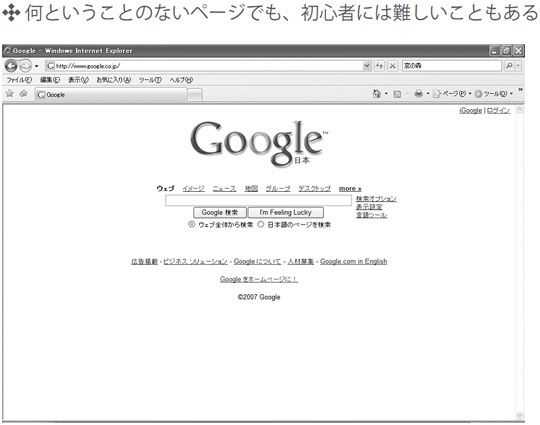 何ということのないページでも、初心者には難しいこともある
Google - Windows Internet Explorer
http://www.google.co.jp/
窓の森
ファイル(F) 編集(E) 表示(V) お気に入り(A) ツール(T) ヘルプ(H)
Google
ページ(P) ツール(O)
iGoogle | ログイン
Google™
日本
ウェブ イメージ ニュース 地図 グループ デスクトップ more »
検索オプション
表示設定
言語ツール
Google 検索 I'm Feeling Lucky
ウェブ全体から検索 日本語のページを検索
広告掲載 - ビジネス ソリューション - Google について - 人材募集 - Google.com in English
Google をホームページに！
©2007 Google